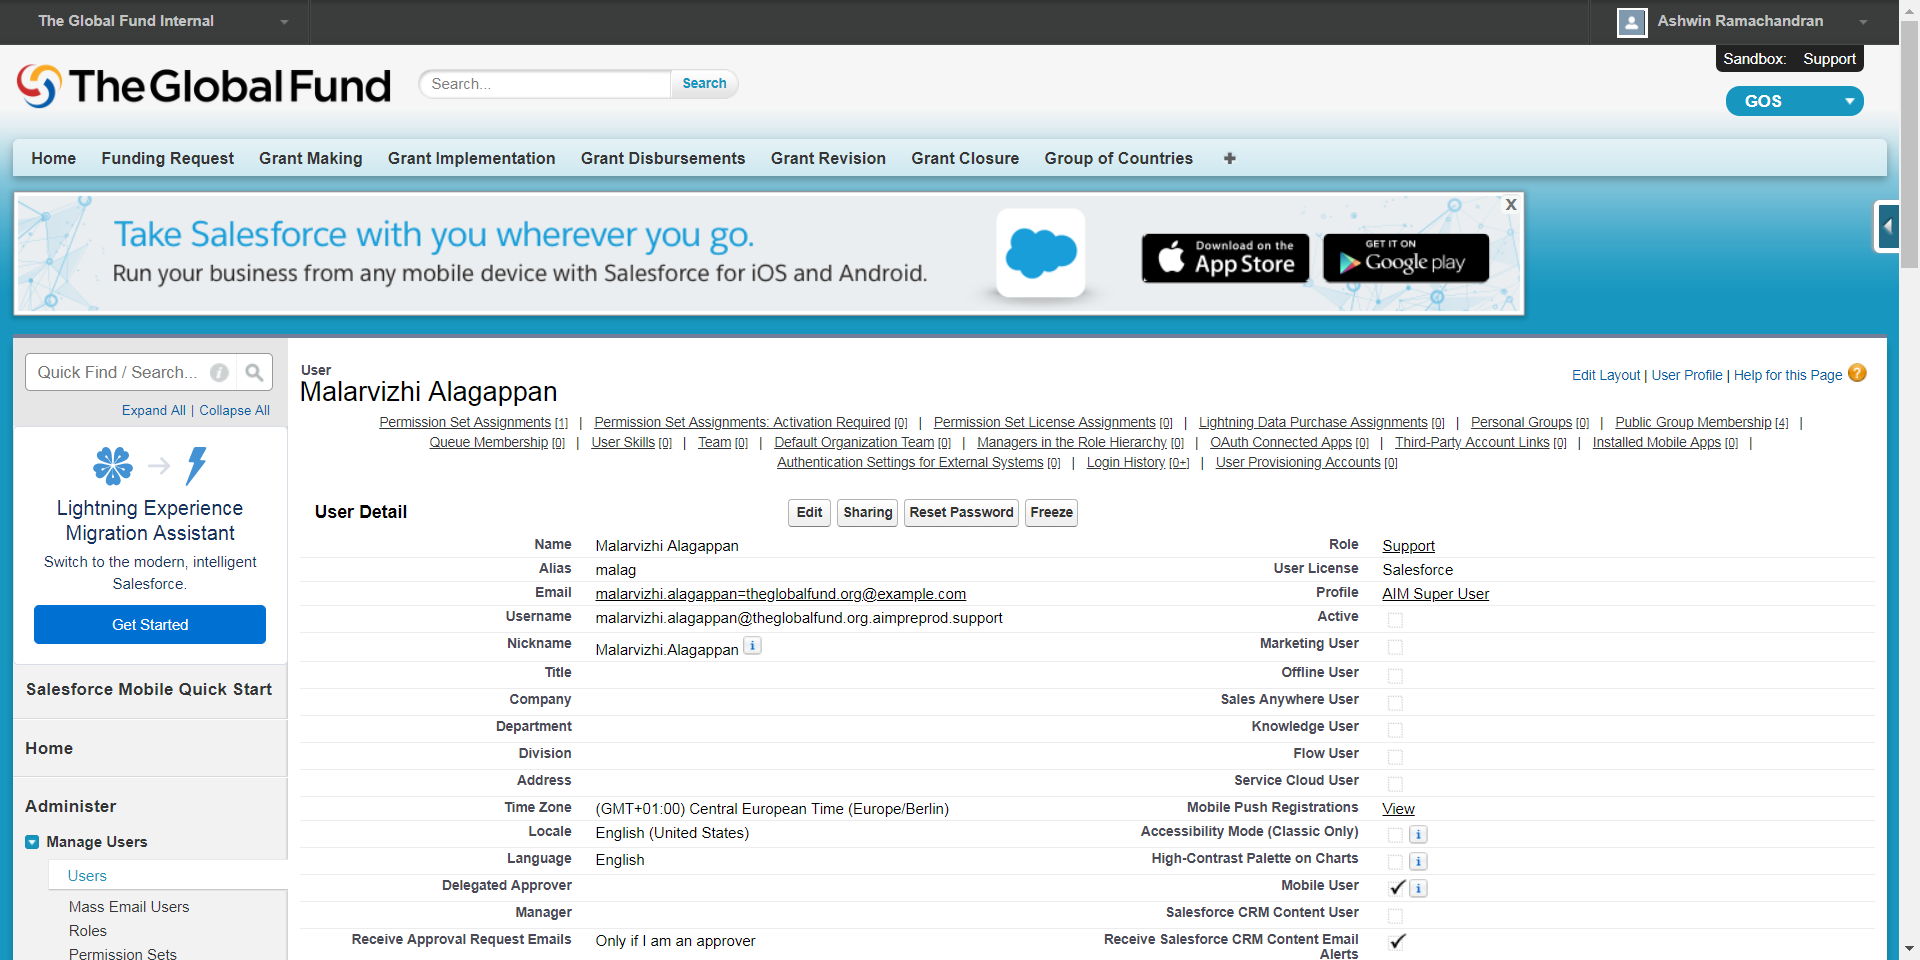 The Global Fund Internal
Ashwin Ramachandran
Sandbox: Support
TheGlobalFund
Search...
Search
GOS
Home Funding Request Grant Making Grant Implementation Grant Disbursements Grant Revision Grant Closure Group of Countries +
Take Salesforce with you wherever you go.
Run your business from any mobile device with Salesforce for iOS and Android.
Download on the
App Store
GET IT ON
Google play
X
Quick Find / Search...
Expand All | Collapse All
Lightning Experience
Migration Assistant
Switch to the modern, intelligent
Salesforce.
Get Started
Salesforce Mobile Quick Start
Home
Administer
Manage Users
Users
Mass Email Users
Roles
Permission Sets
User
Malarvizhi Alagappan
Edit Layout | User Profile | Help for this Page ?
Permission Set Assignments [1] | Permission Set Assignments: Activation Required [0] | Permission Set License Assignments [0] | Lightning Data Purchase Assignments [0] | Personal Groups [0] | Public Group Membership [4] |
Queue Membership [0] | User Skills [0] | Team [0] | Default Organization Team [0] | Managers in the Role Hierarchy [0] | OAuth Connected Apps [0] | Third-Party Account Links [0] | Installed Mobile Apps [0] |
Authentication Settings for External Systems [0] | Login History [0+] | User Provisioning Accounts [0]
User Detail
Edit Sharing Reset Password Freeze
Name Malarvizhi Alagappan Role Support
Alias malag User License Salesforce
Email malarvizhi.alagappan=theglobalfund.org@example.com Profile AIM Super User
Username malarvizhi.alagappan@theglobalfund.org.aimpreprod.support Active
Nickname Malarvizhi.Alagappan i Marketing User
Title Offline User
Company Sales Anywhere User
Department Knowledge User
Division Flow User
Address Service Cloud User
Time Zone (GMT+01:00) Central European Time (Europe/Berlin) Mobile Push Registrations View
Locale English (United States) Accessibility Mode (Classic Only) i
Language English High-Contrast Palette on Charts i
Delegated Approver Mobile User i
Manager Salesforce CRM Content User
Receive Approval Request Emails Only if I am an approver Receive Salesforce CRM Content Email
Alerts